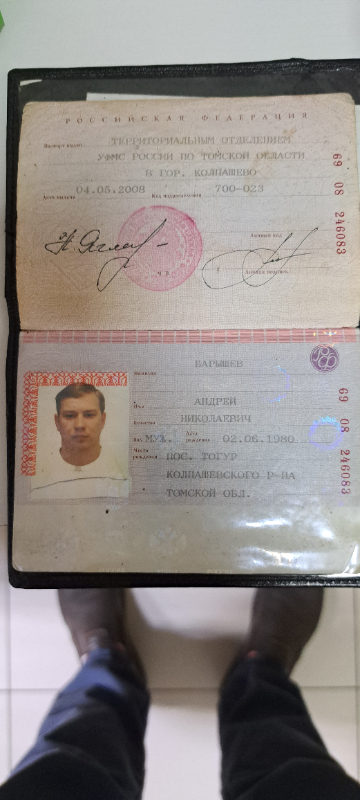 РОССИЙСКАЯ ФЕДЕРАЦИЯ
Паспорт выдан ТЕРРИТОРИАЛЬНЫМ ОТДЕЛЕНИЕМ
УФМС РОССИИ ПО ТОМСКОЙ ОБЛАСТИ
В ГОР. КОЛПАШЕВО
Дата выдачи 04.05.2008 Код подразделения 700-023
Личный код
Личная подпись
69 08 246083
Фамилия БАРЫШЕВ
Имя АНДРЕЙ
Отчество НИКОЛАЕВИЧ
Пол МУЖ. Дата рождения 02.06.1980
Место рождения ПОС. ТОГУР
КОЛПАШЕВСКОГО Р-НА
ТОМСКОЙ ОБЛ.
69 08 246083